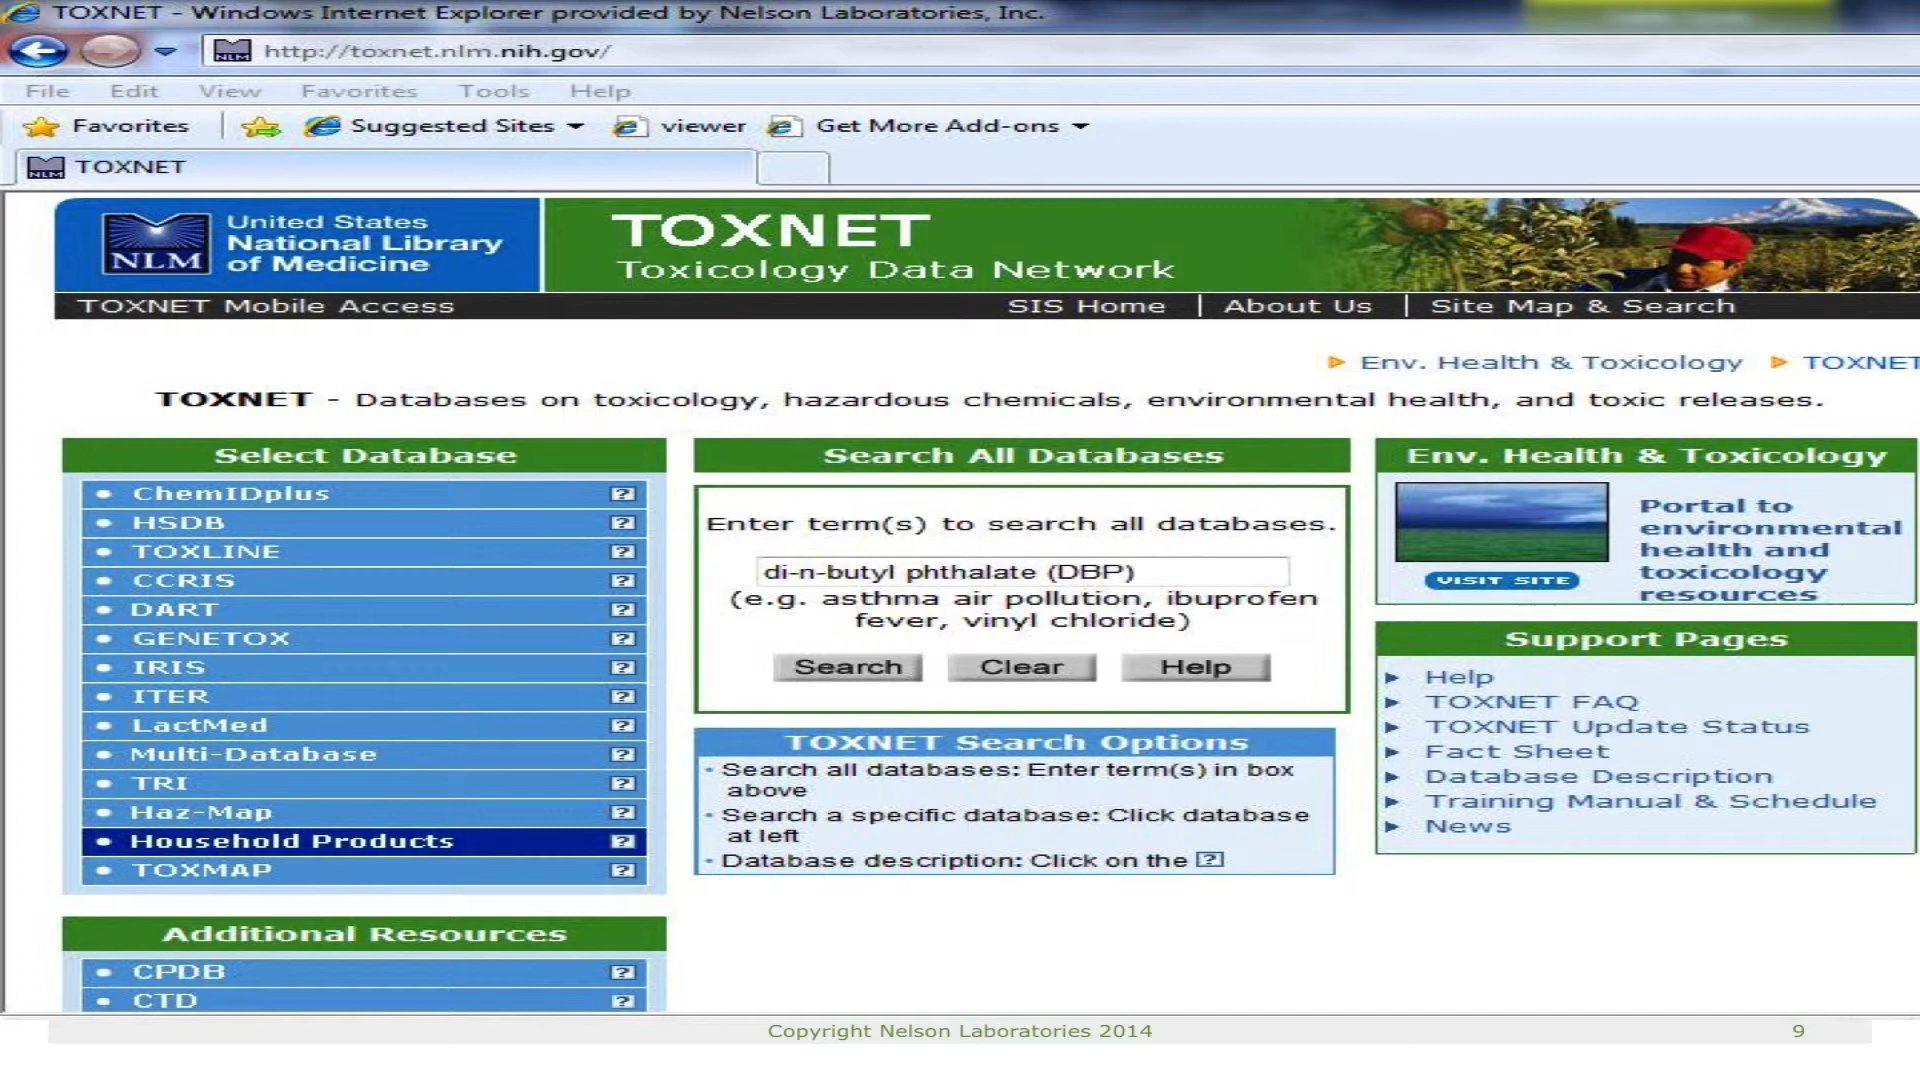 TOXNET - Windows Internet Explorer provided by Nelson Laboratories, Inc.
http://toxnet.nlm.nih.gov/
File Edit View Favorites Tools Help
Favorites Suggested Sites viewer Get More Add-ons
TOXNET
NLM
United States
National Library
of Medicine
TOXNET
Toxicology Data Network
TOXNET Mobile Access SIS Home | About Us | Site Map & Search
Env. Health & Toxicology TOXNET
TOXNET - Databases on toxicology, hazardous chemicals, environmental health, and toxic releases.
Select Database
ChemIDplus ?
HSDB ?
TOXLINE ?
CCRIS ?
DART ?
GENETOX ?
IRIS ?
ITER ?
LactMed ?
Multi-Database ?
TRI ?
Haz-Map ?
Household Products ?
TOXMAP ?
Additional Resources
CPDB ?
CTD ?
Search All Databases
Enter term(s) to search all databases.
di-n-butyl phthalate (DBP)
(e.g. asthma air pollution, ibuprofen
fever, vinyl chloride)
Search Clear Help
TOXNET Search Options
• Search all databases: Enter term(s) in box
above
• Search a specific database: Click database
at left
• Database description: Click on the ?
Env. Health & Toxicology
Portal to
environmental
health and
toxicology
resources
VISIT SITE
Support Pages
Help
TOXNET FAQ
TOXNET Update Status
Fact Sheet
Database Description
Training Manual & Schedule
News
Copyright Nelson Laboratories 2014
9